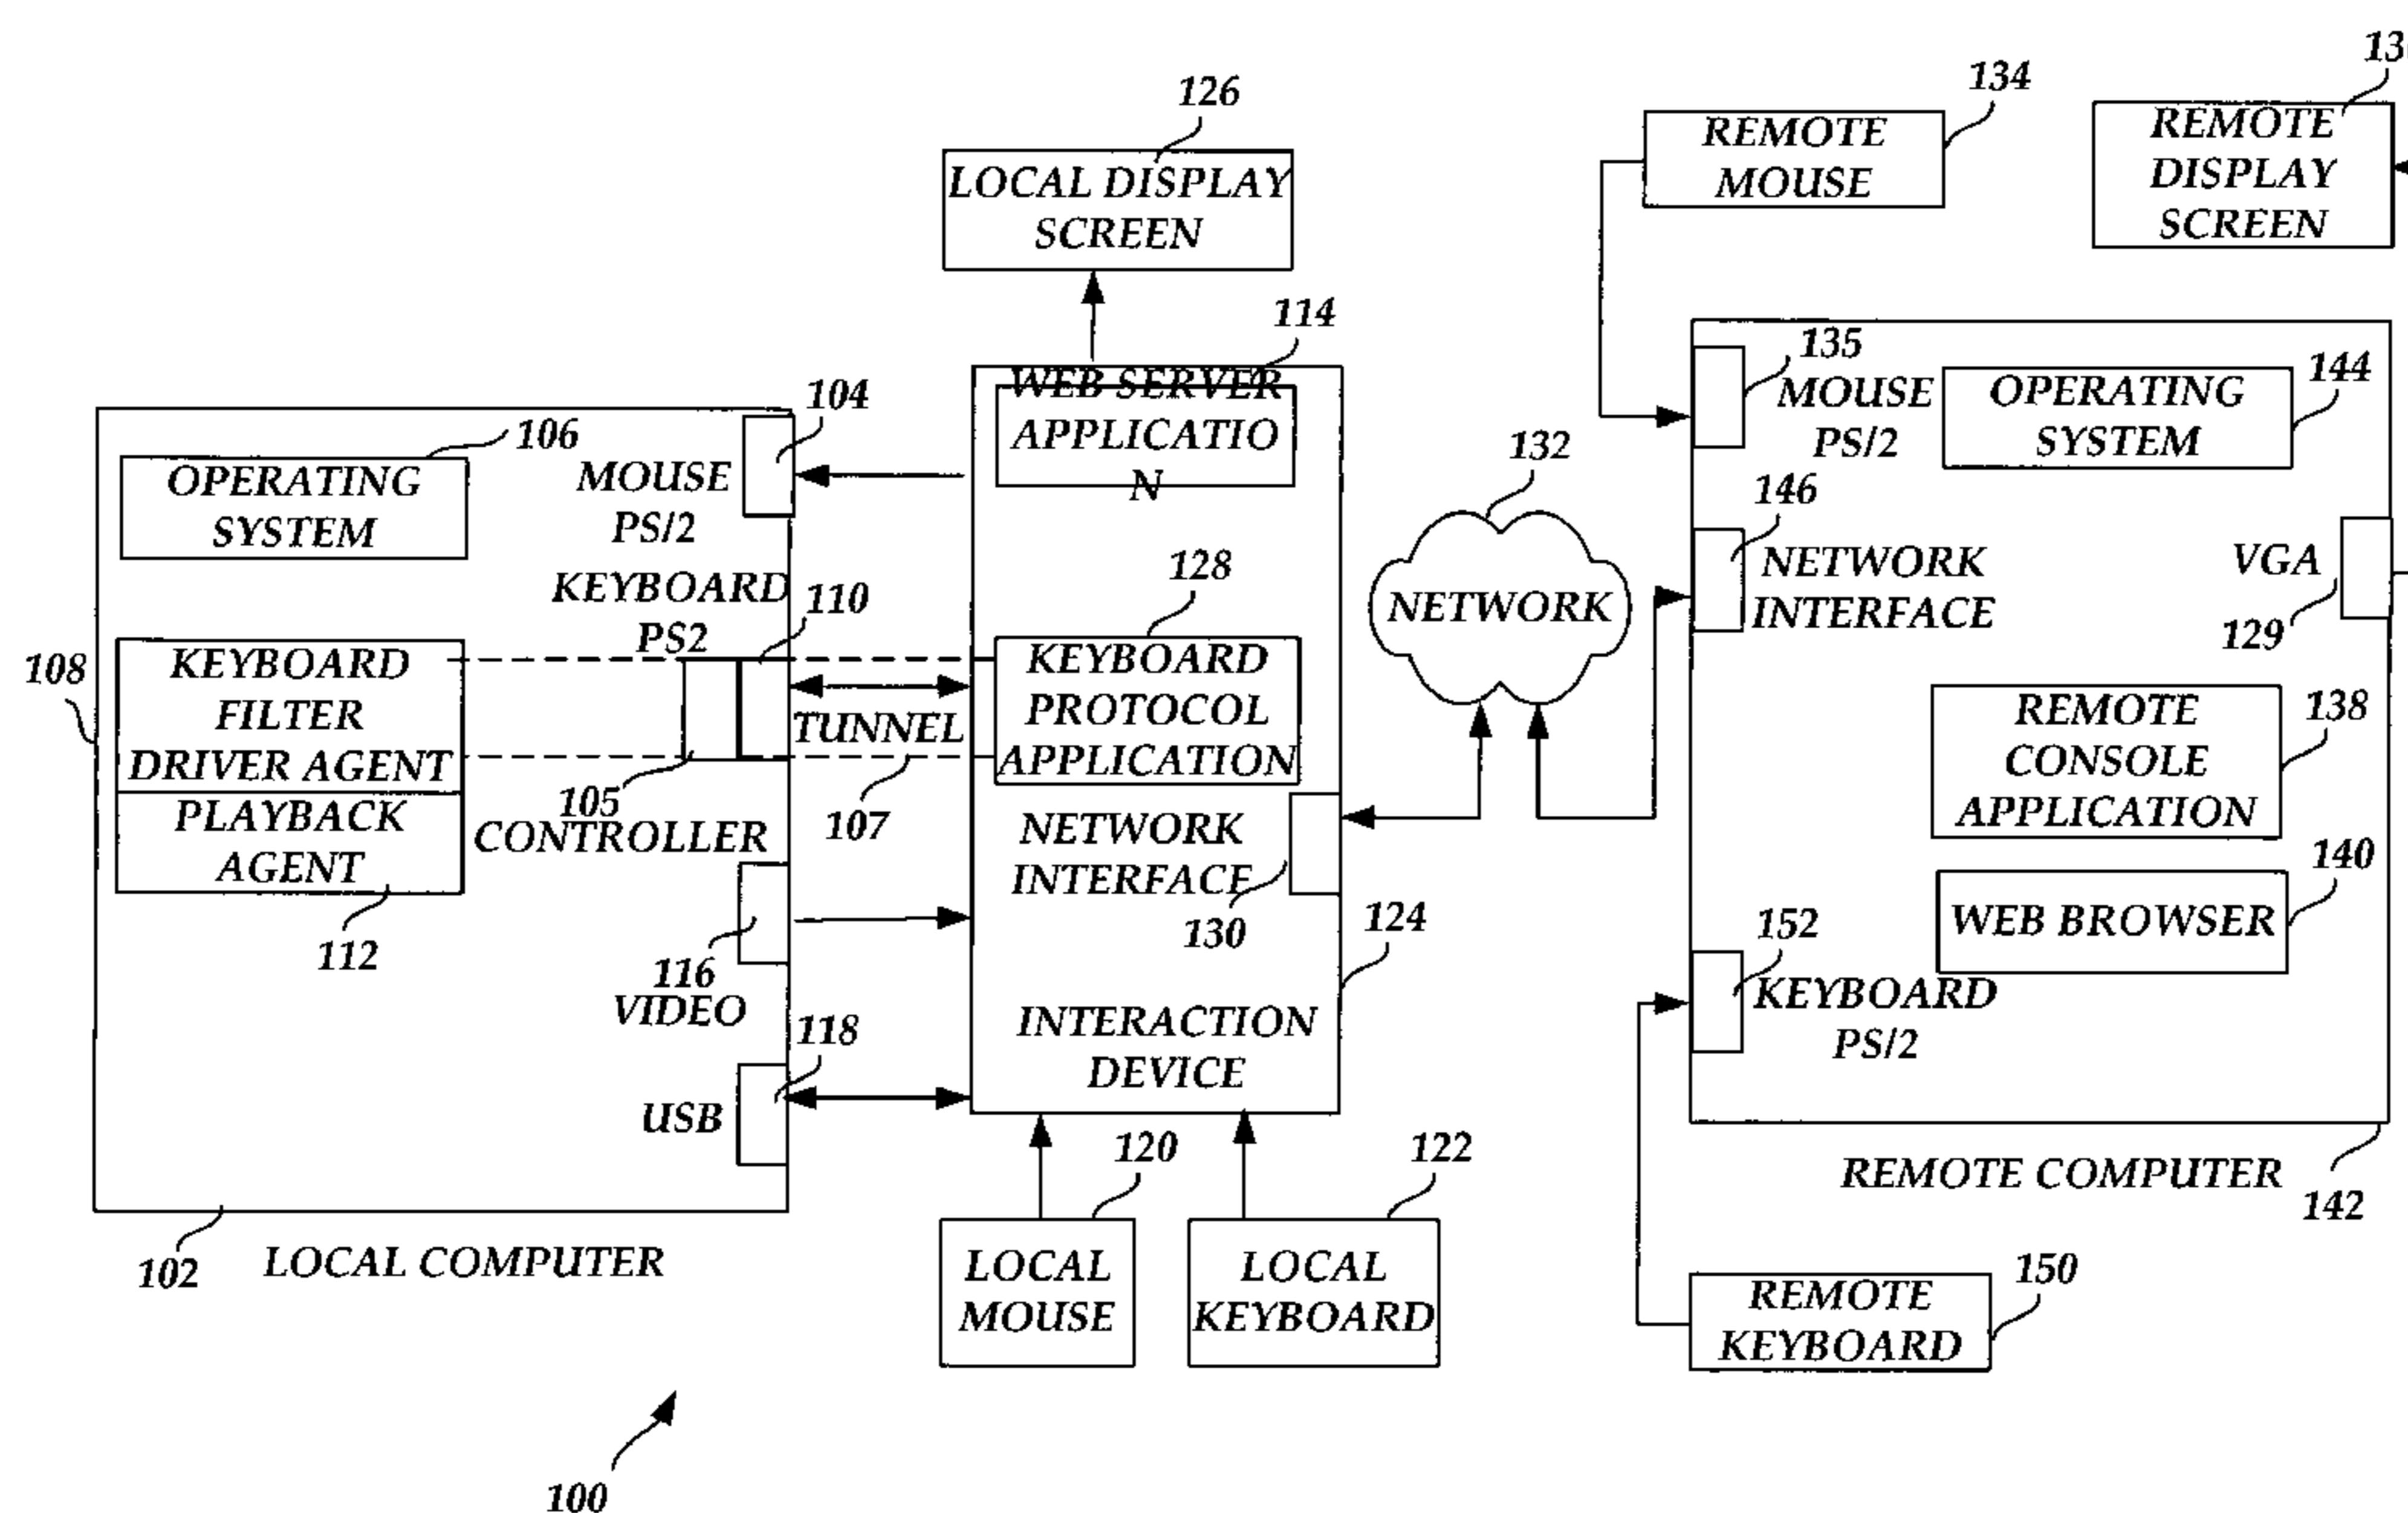 126
LOCAL DISPLAY
SCREEN
134
REMOTE
MOUSE
REMOTE
DISPLAY
SCREEN
106
OPERATING
SYSTEM
104
MOUSE
PS/2
KEYBOARD
PS2
110
108
KEYBOARD
FILTER
DRIVER AGENT
PLAYBACK
AGENT
112
105
CONTROLLER
TUNNEL
107
116
VIDEO
118
USB
102
LOCAL COMPUTER
114
WEB SERVER
APPLICATIO
N
128
KEYBOARD
PROTOCOL
APPLICATION
NETWORK
INTERFACE
130
124
INTERACTION
DEVICE
120
LOCAL
MOUSE
122
LOCAL
KEYBOARD
132
NETWORK
135
MOUSE
PS/2
144
OPERATING
SYSTEM
146
NETWORK
INTERFACE
VGA
129
138
REMOTE
CONSOLE
APPLICATION
140
WEB BROWSER
152
KEYBOARD
PS/2
REMOTE COMPUTER
142
150
REMOTE
KEYBOARD
100